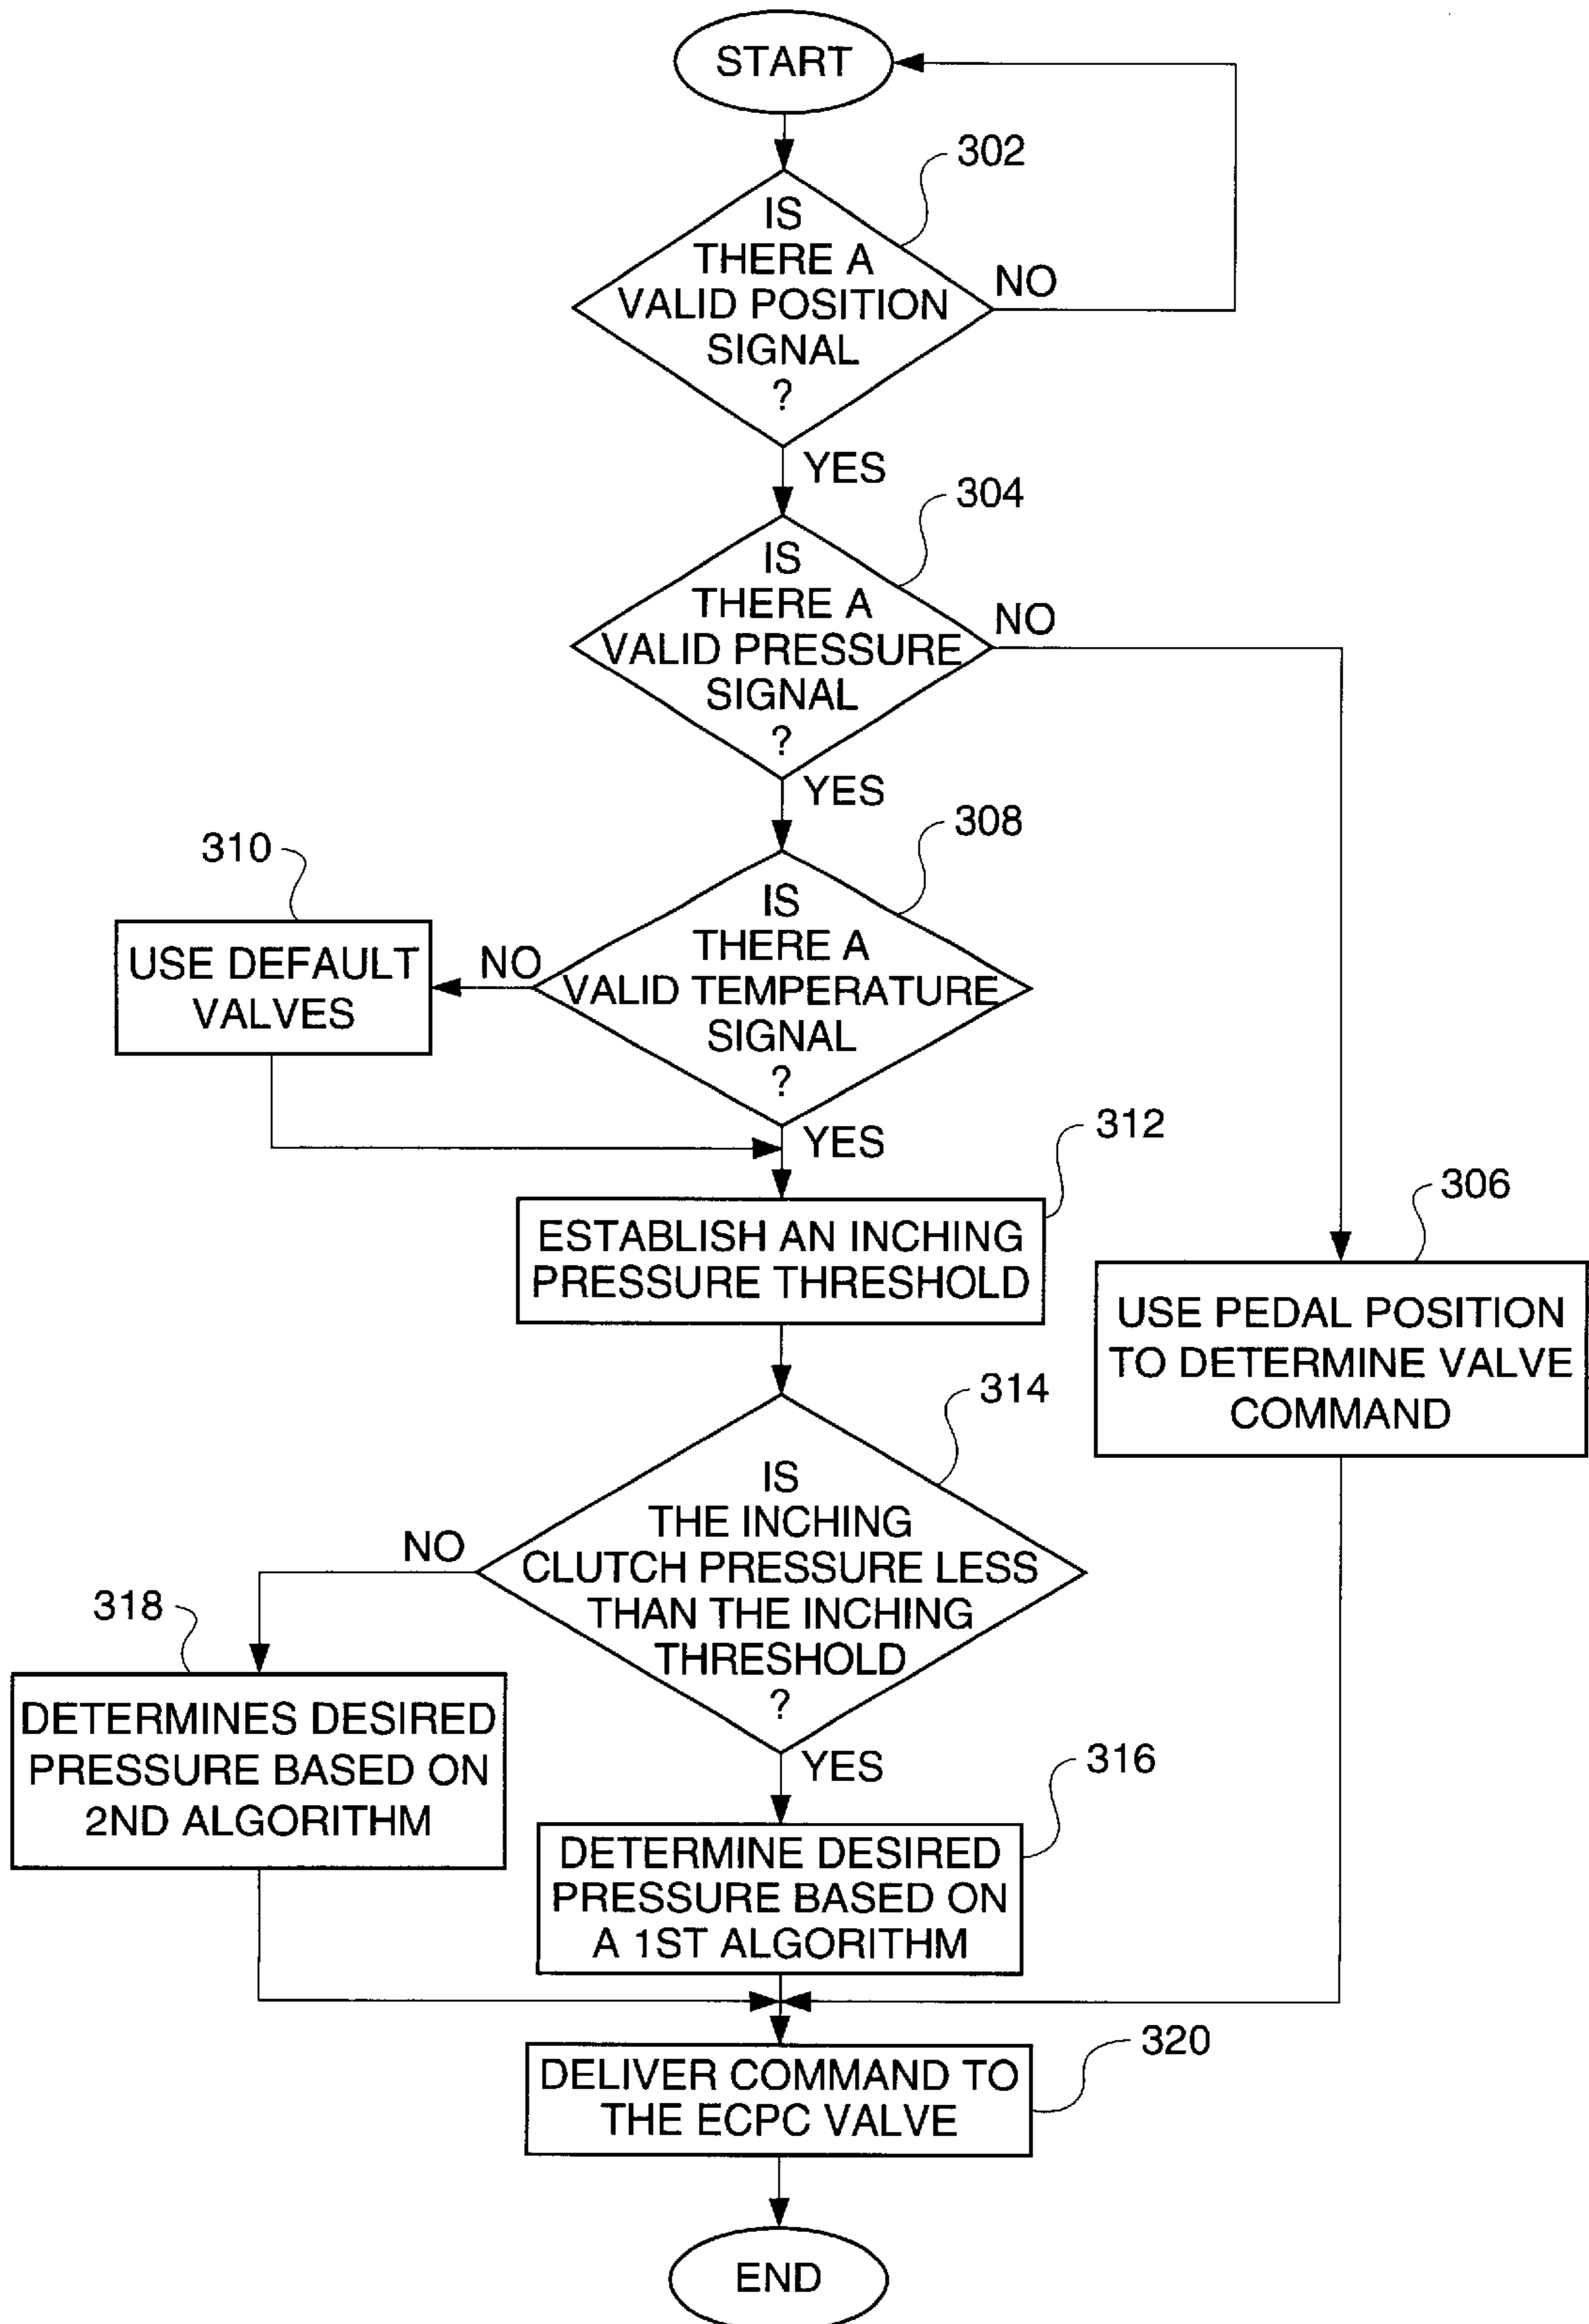 START
302
IS
THERE A
VALID POSITION
SIGNAL
?
NO
YES
304
IS
THERE A
VALID PRESSURE
SIGNAL
?
NO
YES
308
310
IS
THERE A
VALID TEMPERATURE
SIGNAL
?
NO
USE DEFAULT
VALVES
YES
312
ESTABLISH AN INCHING
PRESSURE THRESHOLD
306
USE PEDAL POSITION
TO DETERMINE VALVE
COMMAND
314
IS
THE INCHING
CLUTCH PRESSURE LESS
THAN THE INCHING
THRESHOLD
?
NO
318
DETERMINES DESIRED
PRESSURE BASED ON
2ND ALGORITHM
YES
316
DETERMINE DESIRED
PRESSURE BASED ON
A 1ST ALGORITHM
320
DELIVER COMMAND TO
THE ECPC VALVE
END